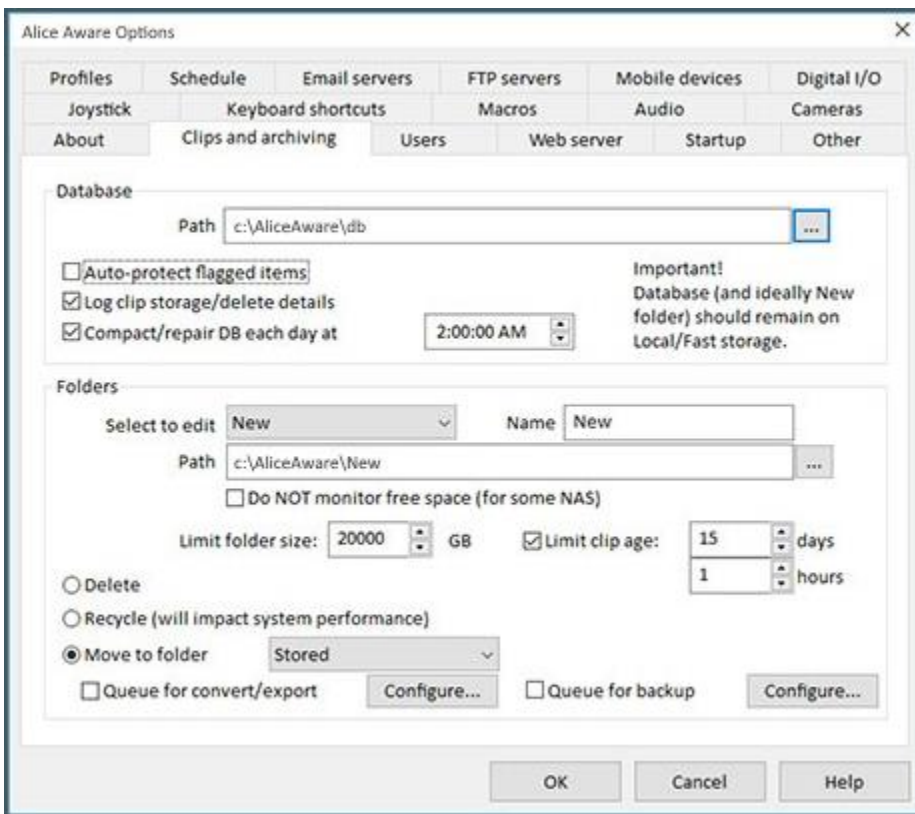 Alice Aware Options
Profiles Schedule Email servers FTP servers Mobile devices Digital I/O
Joystick Keyboard shortcuts Macros Audio Cameras
About Clips and archiving Users Web server Startup Other
Database
Path c:\AliceAware\db ...
Auto-protect flagged items
Log clip storage/delete details
Compact/repair DB each day at 2:00:00 AM
Important!
Database (and ideally New
folder) should remain on
Local/Fast storage.
Folders
Select to edit New Name New
Path c:\AliceAware\New ...
Do NOT monitor free space (for some NAS)
Limit folder size: 20000 GB Limit clip age: 15 days
1 hours
Delete
Recycle (will impact system performance)
Move to folder Stored
Queue for convert/export Configure... Queue for backup Configure...
OK Cancel Help